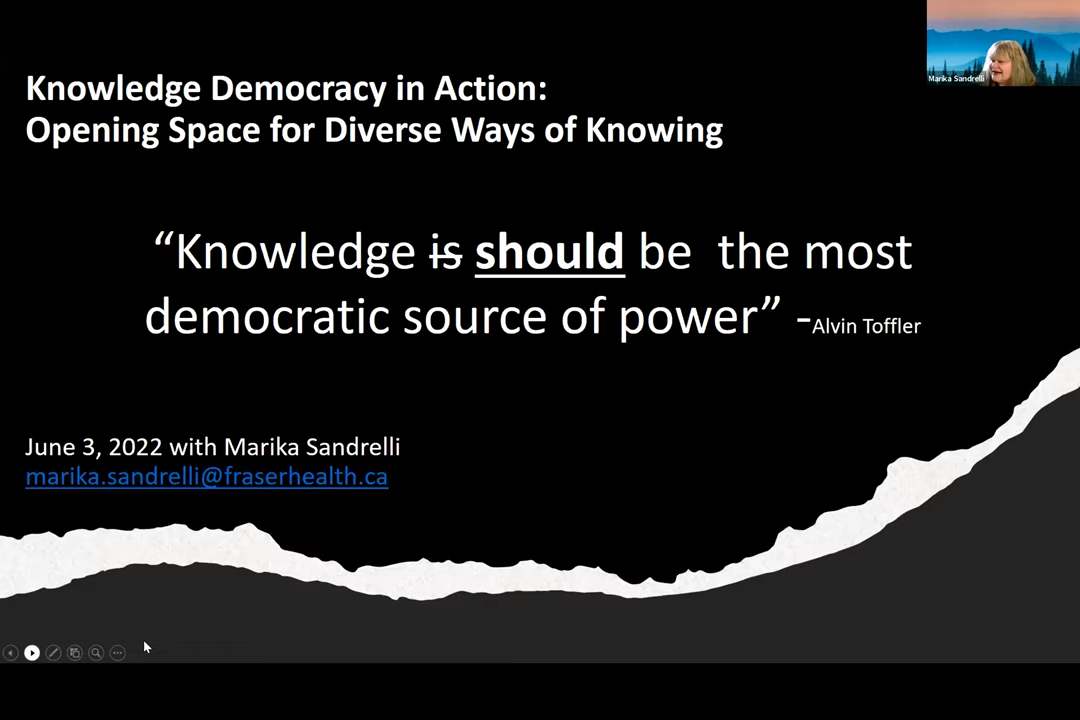 Marika Sandrelli
Knowledge Democracy in Action:
Opening Space for Diverse Ways of Knowing
“Knowledge is should be  the most
democratic source of power” -Alvin Toffler
June 3, 2022 with Marika Sandrelli
marika.sandrelli@fraserhealth.ca